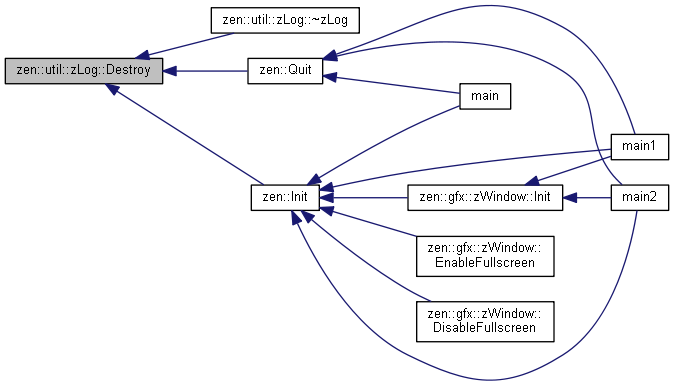 zen::util::zLog::~zLog
zen::util::zLog::Destroy
zen::Quit
main
main1
zen::Init
zen::gfx::zWindow::Init
main2
zen::gfx::zWindow::
EnableFullscreen
zen::gfx::zWindow::
DisableFullscreen